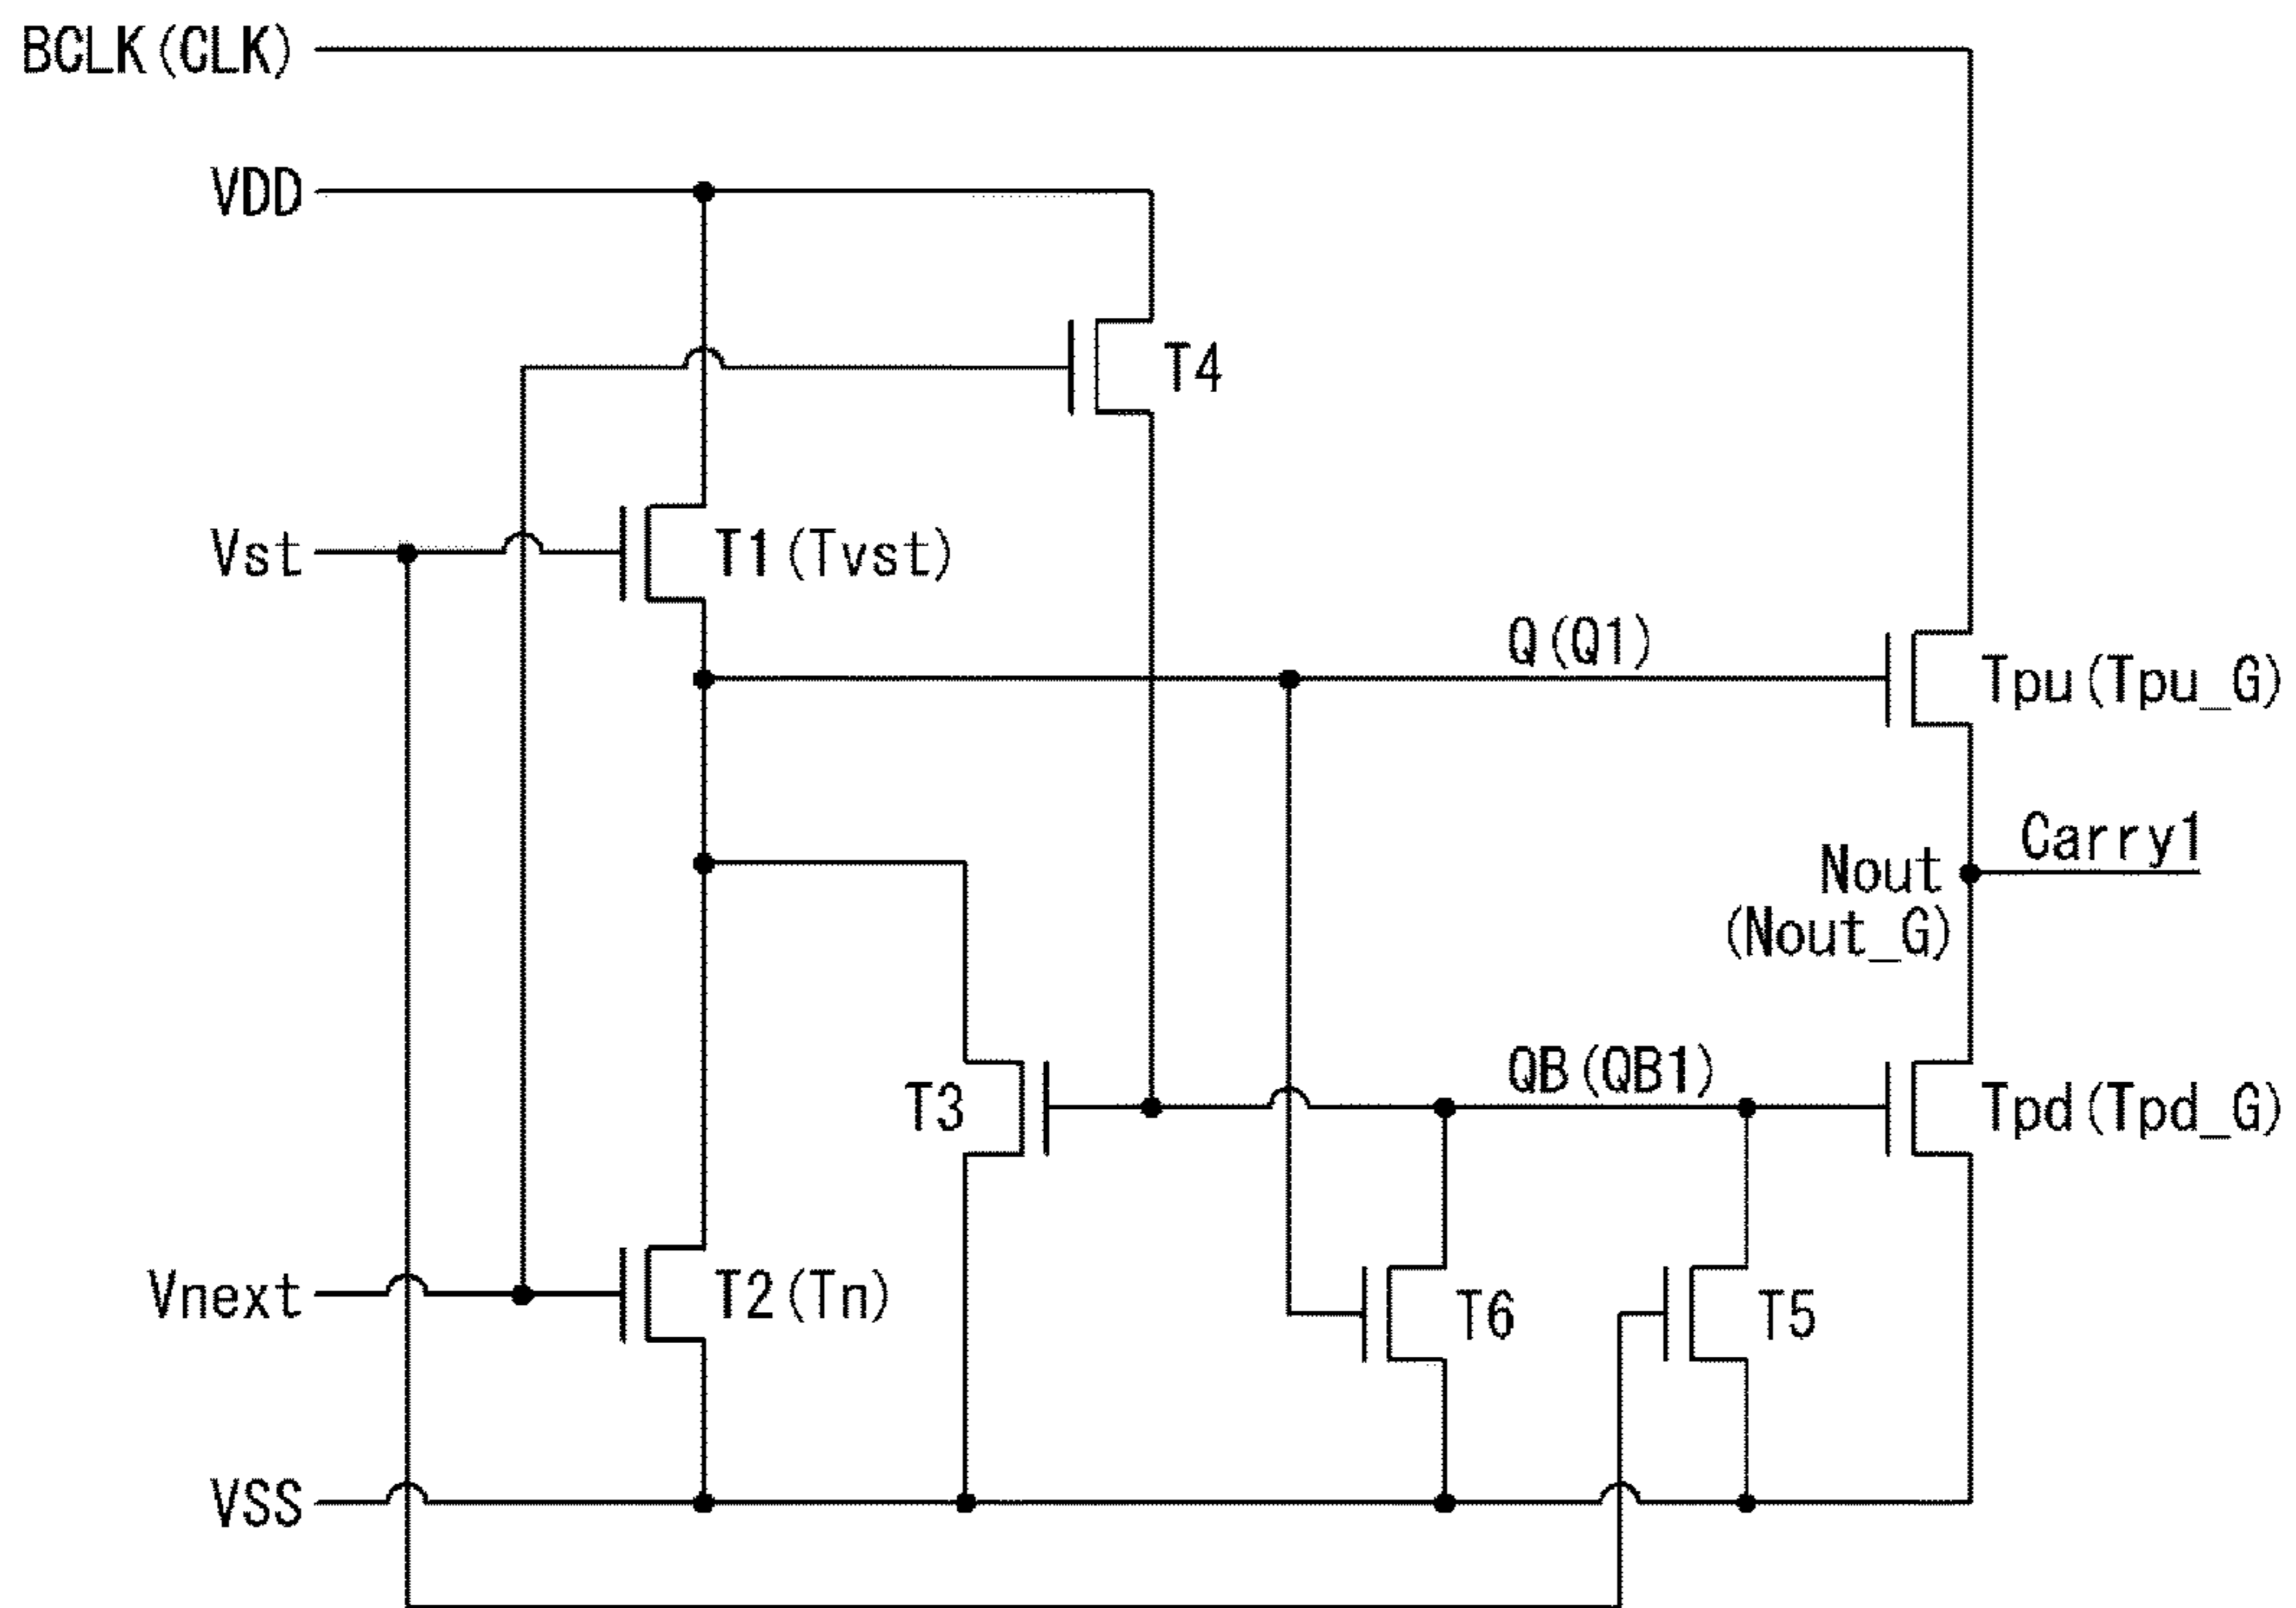 BCLK(CLK)
VDD
T4
Vst
T1(Tvst)
Q(Q1)
Tpu(Tpu_G)
Carry1
Nout
(Nout_G)
QB(QB1)
T3
Tpd(Tpd_G)
Vnext
T2(Tn)
T6
T5
VSS